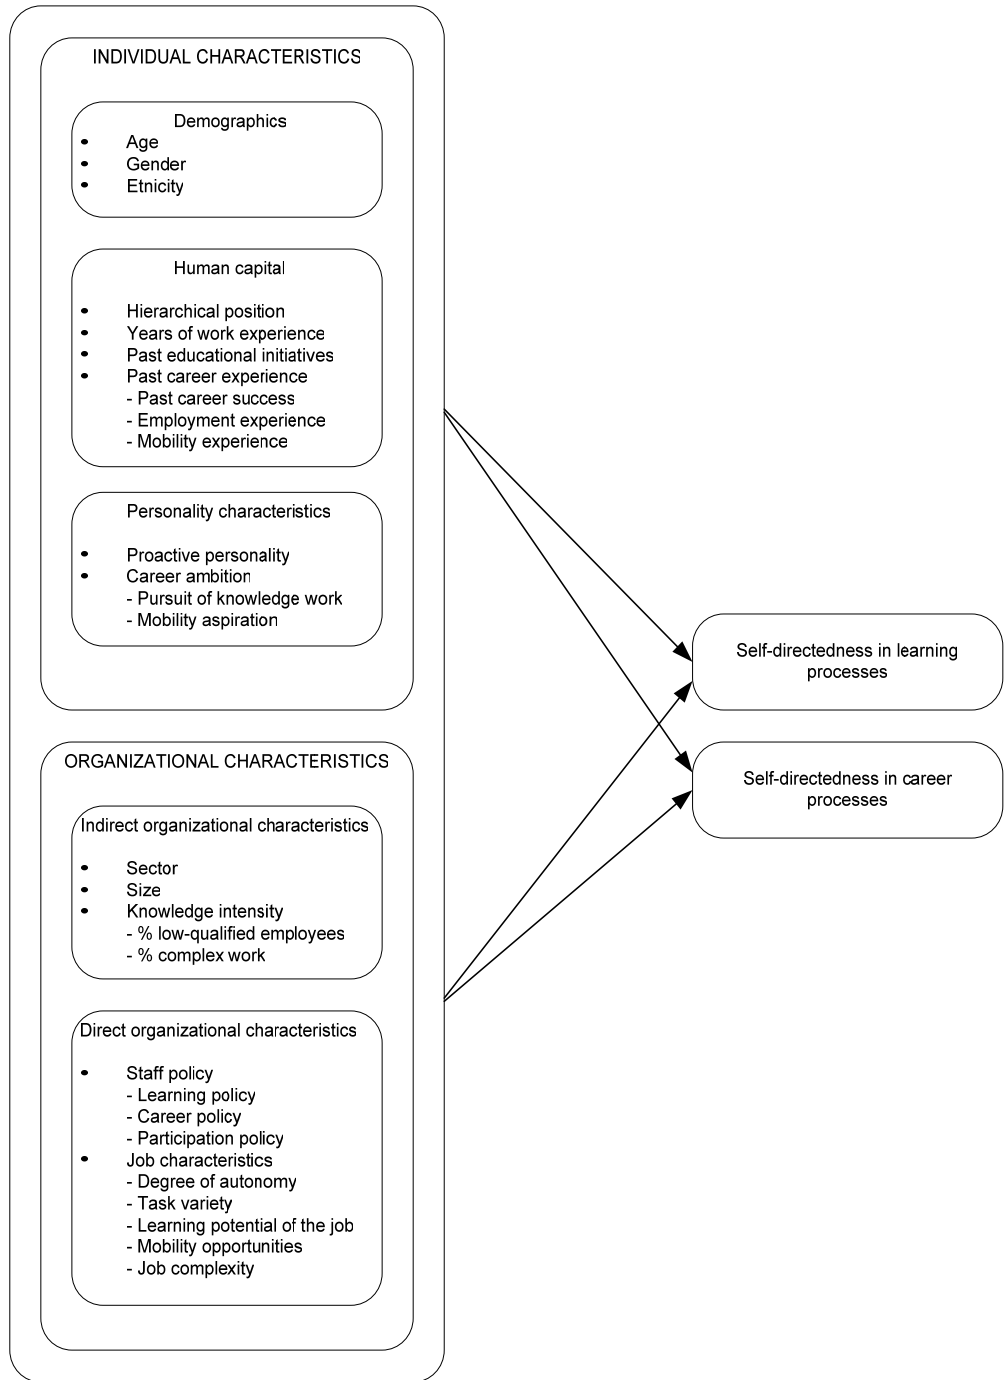 INDIVIDUAL CHARACTERISTICS
Demographics
• Age
• Gender
• Etnicity
Human capital
• Hierarchical position
• Years of work experience
• Past educational initiatives
• Past career experience
- Past career success
- Employment experience
- Mobility experience
Personality characteristics
• Proactive personality
• Career ambition
- Pursuit of knowledge work
- Mobility aspiration
ORGANIZATIONAL CHARACTERISTICS
Indirect organizational characteristics
• Sector
• Size
• Knowledge intensity
- % low-qualified employees
- % complex work
Direct organizational characteristics
• Staff policy
- Learning policy
- Career policy
- Participation policy
• Job characteristics
- Degree of autonomy
- Task variety
- Learning potential of the job
- Mobility opportunities
- Job complexity
Self-directedness in learning
processes
Self-directedness in career
processes